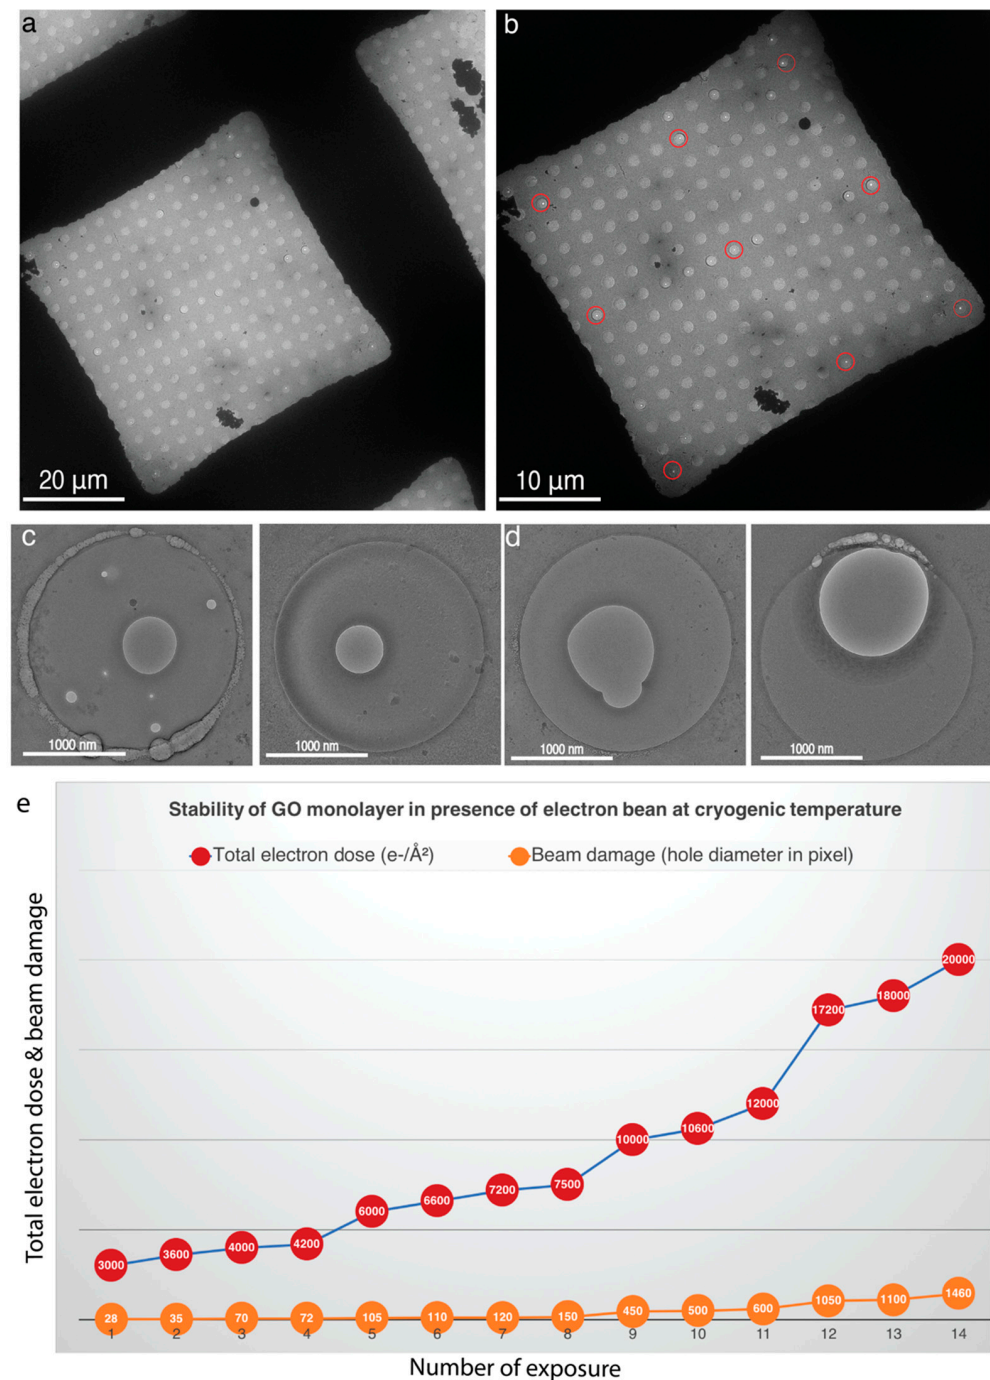 a
b
20 µm
10 µm
c
d
1000 nm
1000 nm
1000 nm
1000 nm
e
Stability of GO monolayer in presence of electron bean at cryogenic temperature
Total electron dose (e-/Å²)
Beam damage (hole diameter in pixel)
Total electron dose & beam damage
20000
18000
17200
12000
10600
10000
7500
7200
6600
6000
4200
4000
3600
3000
28 35 70 72 105 110 120 150 450 500 600 1050 1100 1460
1 2 3 4 5 6 7 8 9 10 11 12 13 14
Number of exposure